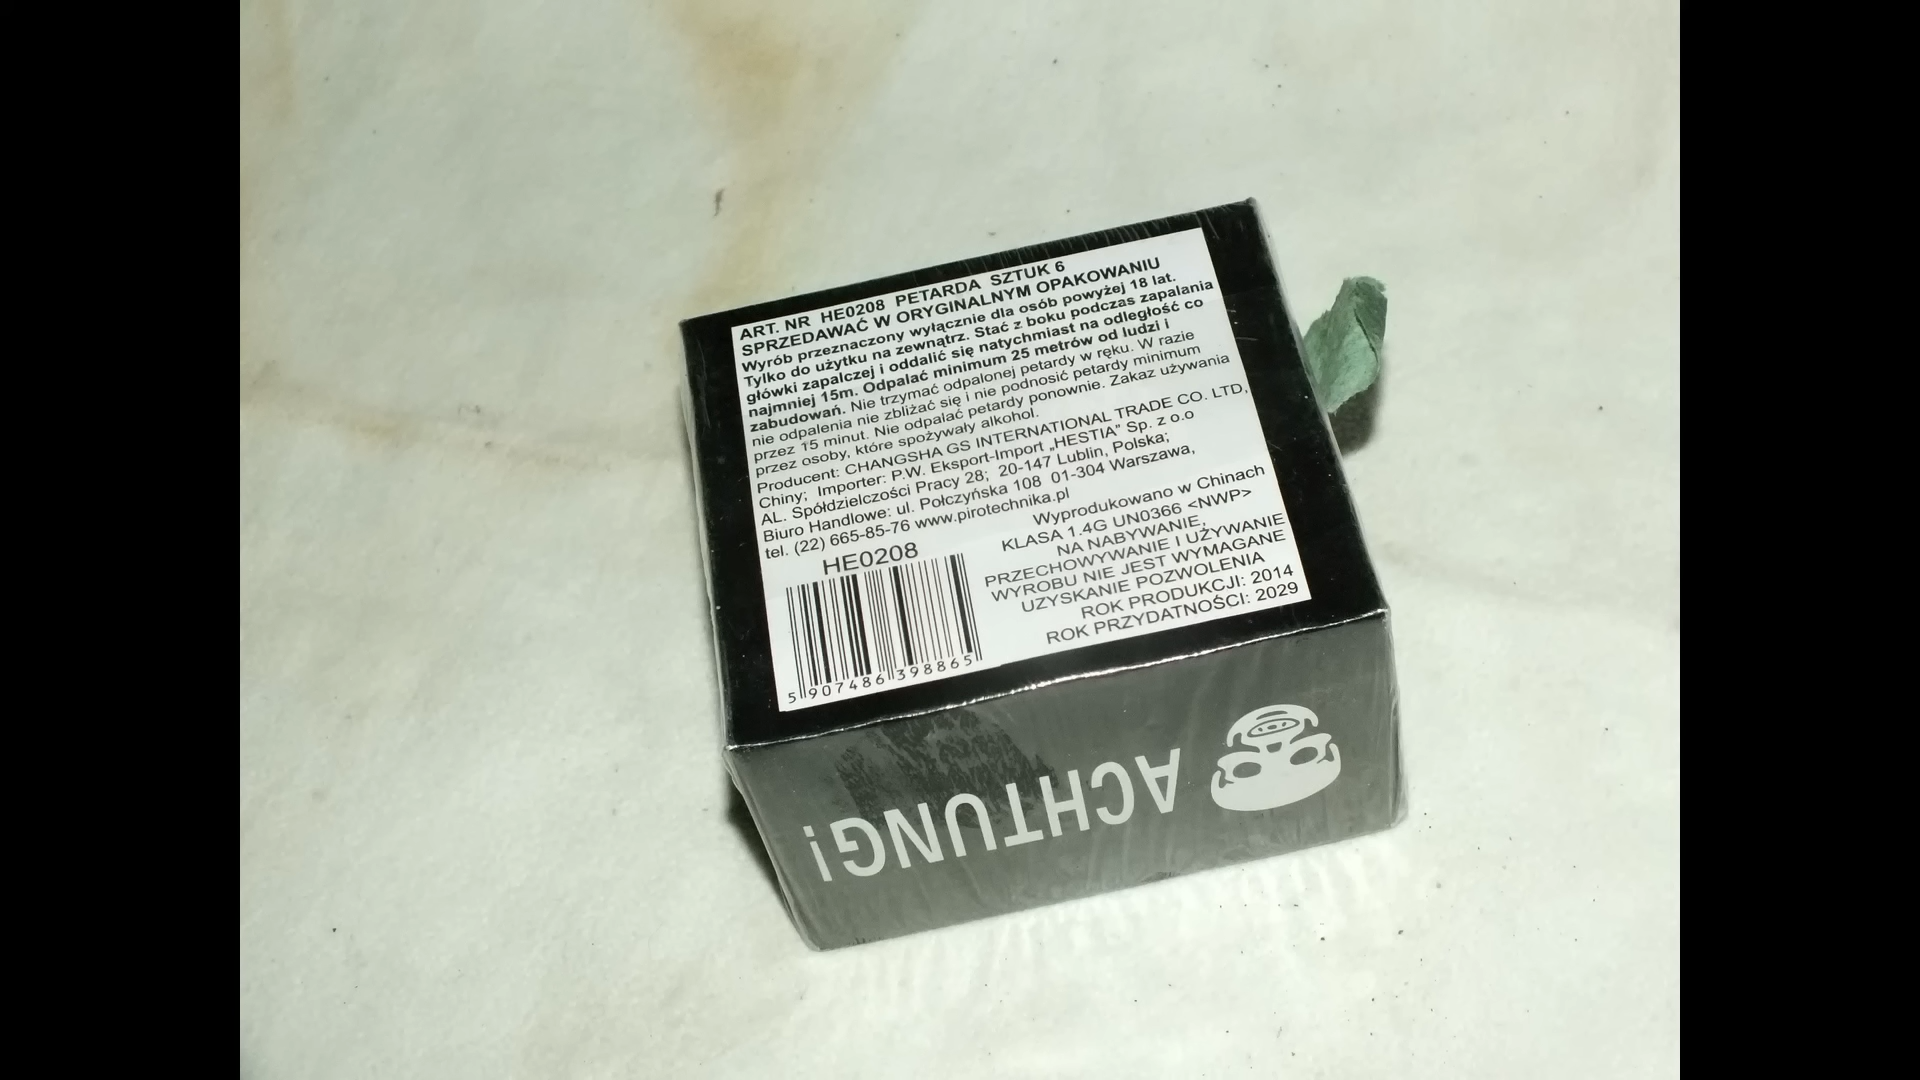 ART. NR HE0208 PETARDA SZTUK 6
SPRZEDAWAĆ W ORYGINALNYM OPAKOWANIU
Wyrób przeznaczony wyłącznie dla osób powyżej 18 lat.
Tylko do użytku na zewnątrz. Stać z boku podczas zapalania
główki zapalczej i oddalić się natychmiast na odległość co
najmniej 15m. Odpalać minimum 25 metrów od ludzi i
zabudowań. Nie trzymać odpalonej petardy w ręku. W razie
nie odpalenia nie zbliżać się i nie podnosić petardy minimum
przez 15 minut. Nie odpalać petardy ponownie. Zakaz używania
przez osoby, które spożywały alkohol.
Producent: CHANGSHA GS INTERNATIONAL TRADE CO. LTD,
Chiny; Importer: P.W. Eksport-Import „HESTIA" Sp. z o.o
AL. Spółdzielczości Pracy 28; 20-147 Lublin, Polska;
Biuro Handlowe: ul. Połczyńska 108 01-304 Warszawa,
tel. (22) 665-85-76 www.pirotechnika.pl
Wyprodukowano w Chinach
KLASA 1.4G UN0366 <NWP>
NA NABYWANIE,
PRZECHOWYWANIE I UŻYWANIE
WYROBU NIE JEST WYMAGANE
UZYSKANIE POZWOLENIA
ROK PRODUKCJI: 2014
ROK PRZYDATNOŚCI: 2029
HE0208
5 907486 398865
ACHTUNG!